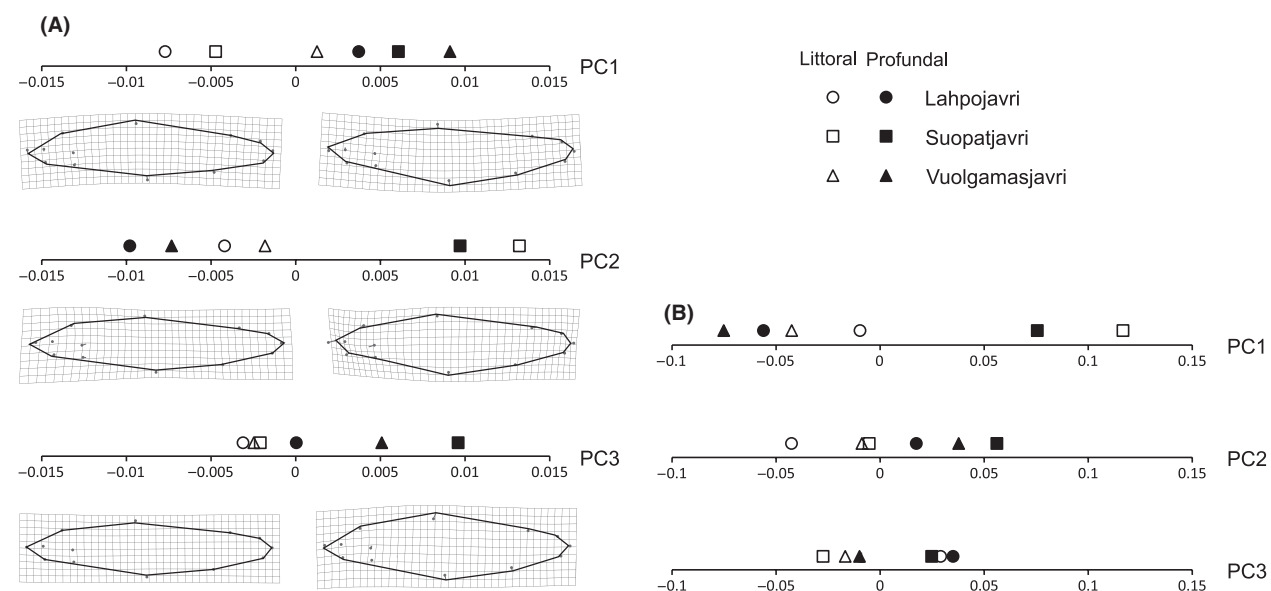 (A)
PC1
−0.015 −0.01 −0.005 0 0.005 0.01 0.015
PC2
−0.015 −0.01 −0.005 0 0.005 0.01 0.015
PC3
−0.015 −0.01 −0.005 0 0.005 0.01 0.015
Littoral Profundal
Lahpojavri
Suopatjavri
Vuolgamasjavri
(B)
PC1
−0.1 −0.05 0 0.05 0.1 0.15
PC2
−0.1 −0.05 0 0.05 0.1 0.15
PC3
−0.1 −0.05 0 0.05 0.1 0.15